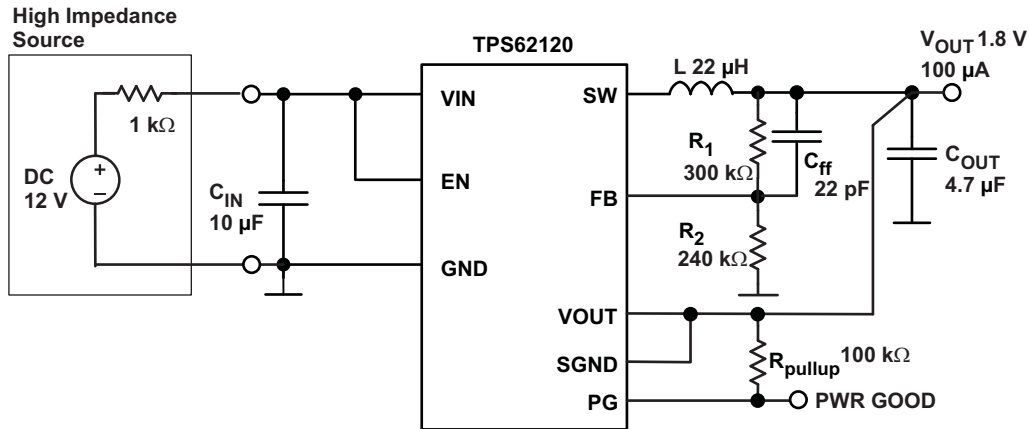 High Impedance
Source
1 kΩ
DC
12 V
+
–
C_IN
10 µF
TPS62120
VIN
EN
GND
SW
FB
VOUT
SGND
PG
L 22 µH
R_1
300 kΩ
C_ff
22 pF
R_2
240 kΩ
V_OUT 1.8 V
100 µA
C_OUT
4.7 µF
R_pullup 100 kΩ
PWR GOOD